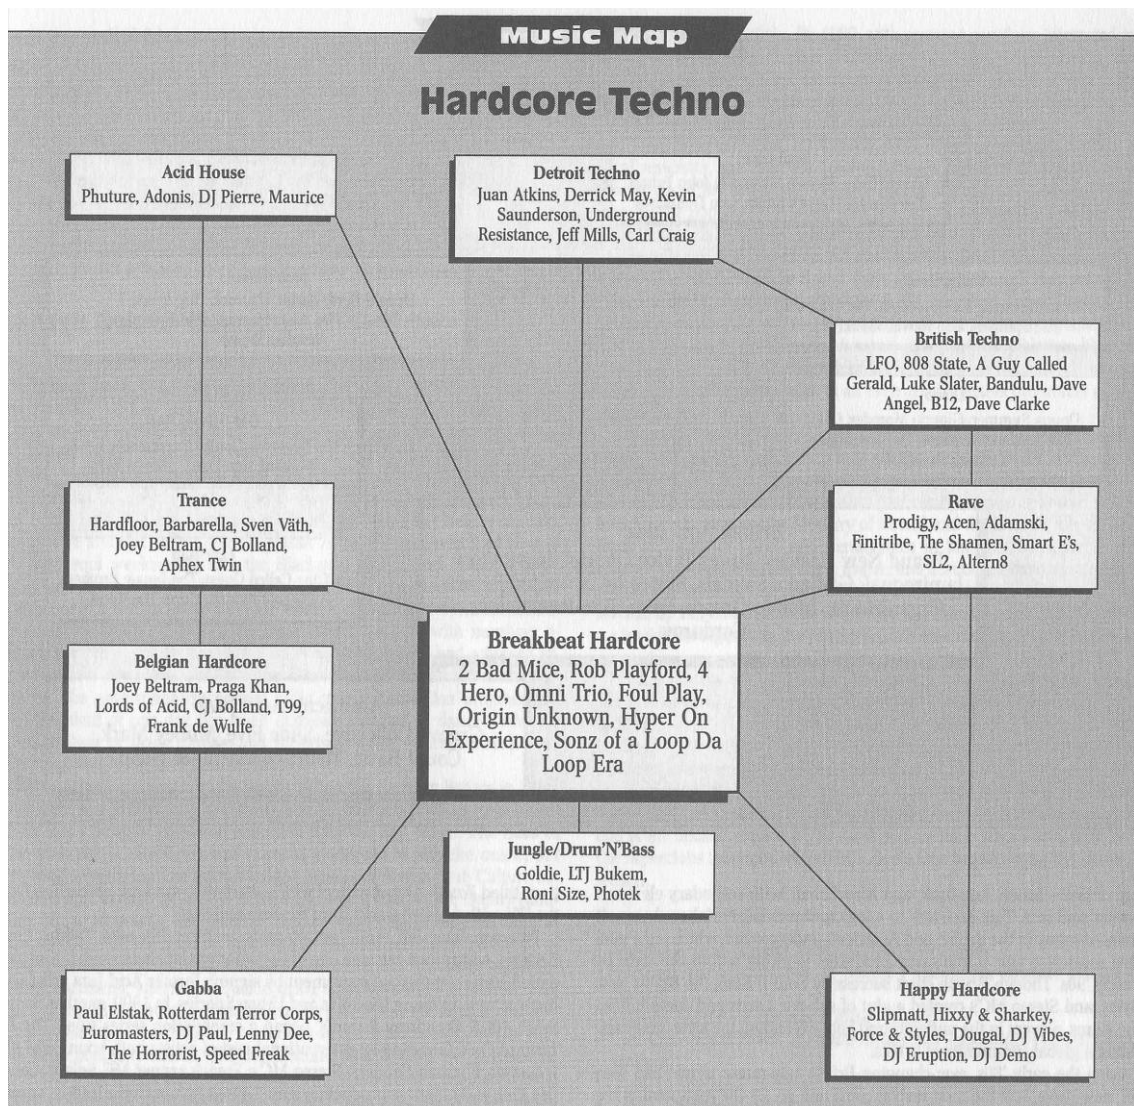 Music Map
Hardcore Techno
Acid House
Phuture, Adonis, DJ Pierre, Maurice
Detroit Techno
Juan Atkins, Derrick May, Kevin
Saunderson, Underground
Resistance, Jeff Mills, Carl Craig
British Techno
LFO, 808 State, A Guy Called
Gerald, Luke Slater, Bandulu, Dave
Angel, B12, Dave Clarke
Trance
Hardfloor, Barbarella, Sven Väth,
Joey Beltram, CJ Bolland,
Aphex Twin
Rave
Prodigy, Acen, Adamski,
Finitribe, The Shamen, Smart E's,
SL2, Altern8
Breakbeat Hardcore
2 Bad Mice, Rob Playford, 4
Hero, Omni Trio, Foul Play,
Origin Unknown, Hyper On
Experience, Sonz of a Loop Da
Loop Era
Belgian Hardcore
Joey Beltram, Praga Khan,
Lords of Acid, CJ Bolland, T99,
Frank de Wulfe
Jungle/Drum'N'Bass
Goldie, LTJ Bukem,
Roni Size, Photek
Gabba
Paul Elstak, Rotterdam Terror Corps,
Euromasters, DJ Paul, Lenny Dee,
The Horrorist, Speed Freak
Happy Hardcore
Slipmatt, Hixxy & Sharkey,
Force & Styles, Dougal, DJ Vibes,
DJ Eruption, DJ Demo